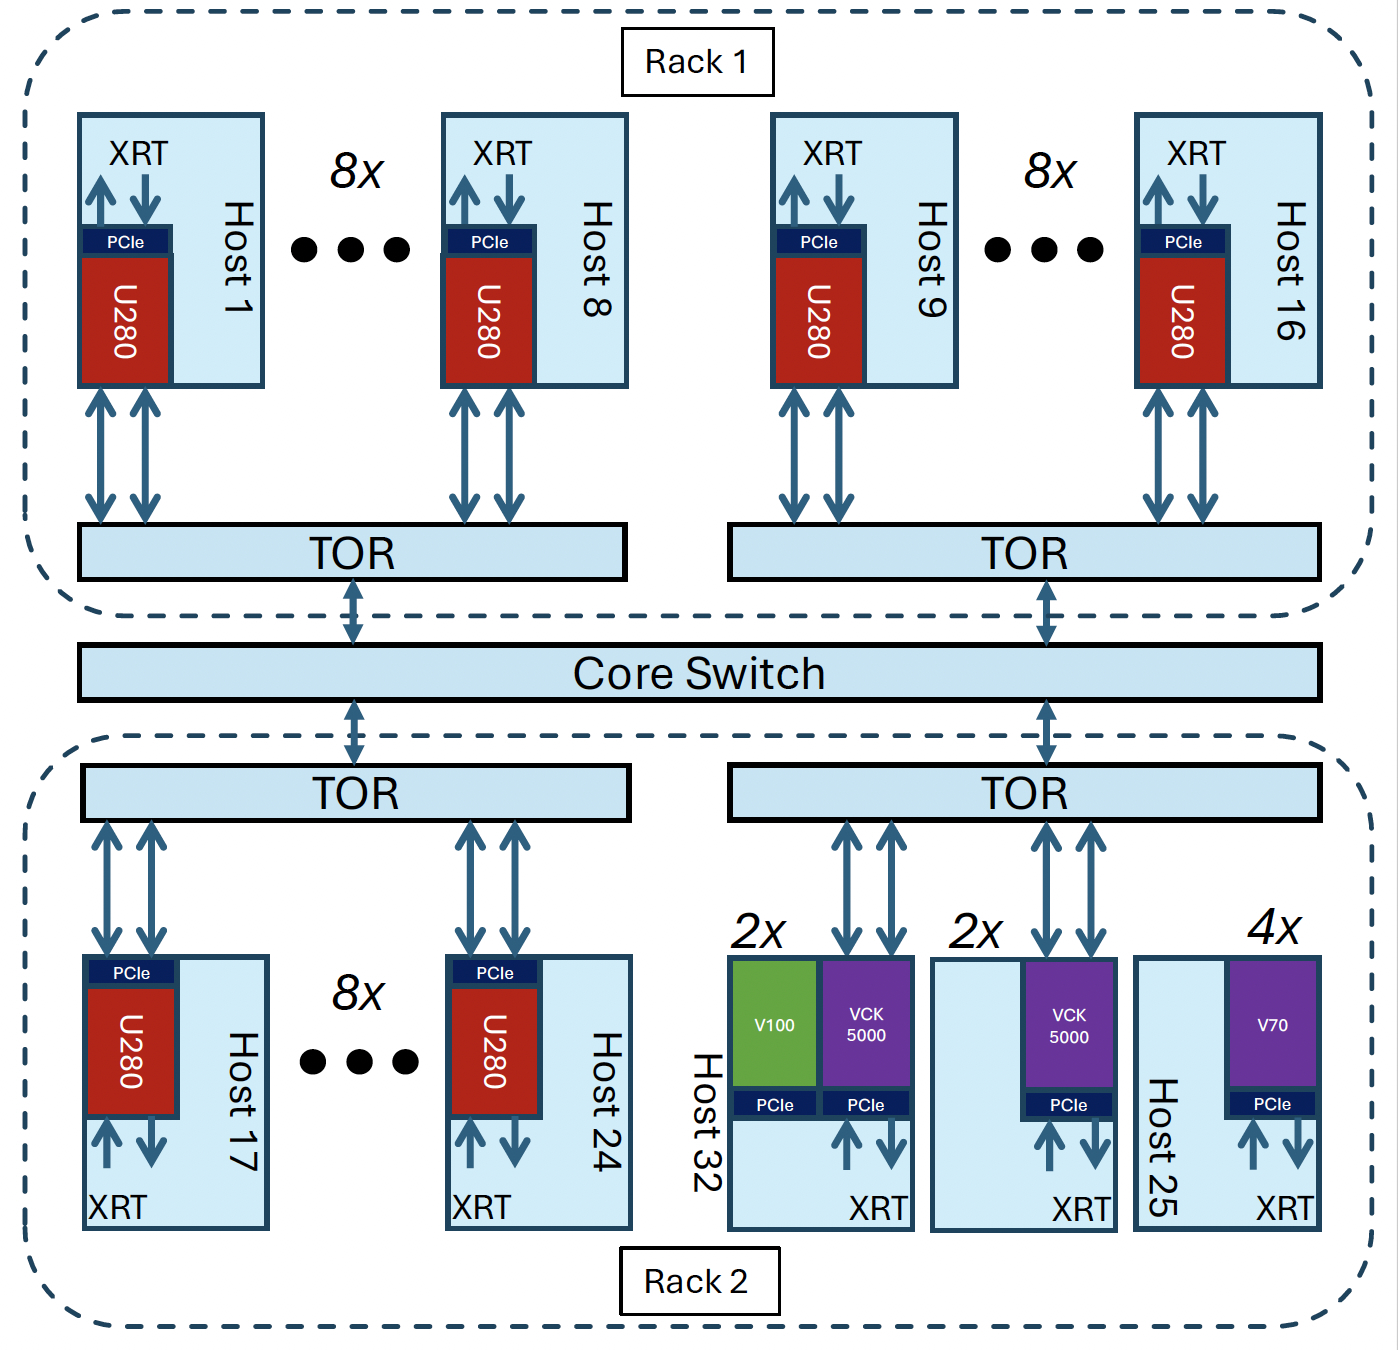 Rack 1
XRT
PCIe
U280
Host 1
8x
XRT
PCIe
U280
Host 8
XRT
PCIe
U280
Host 9
8x
XRT
PCIe
U280
Host 16
TOR
TOR
Core Switch
TOR
TOR
PCIe
U280
XRT
Host 17
8x
PCIe
U280
XRT
Host 24
2x
Host 32
V100
PCIe
VCK
5000
PCIe
XRT
2x
VCK
5000
PCIe
XRT
4x
Host 25
V70
PCIe
XRT
Rack 2